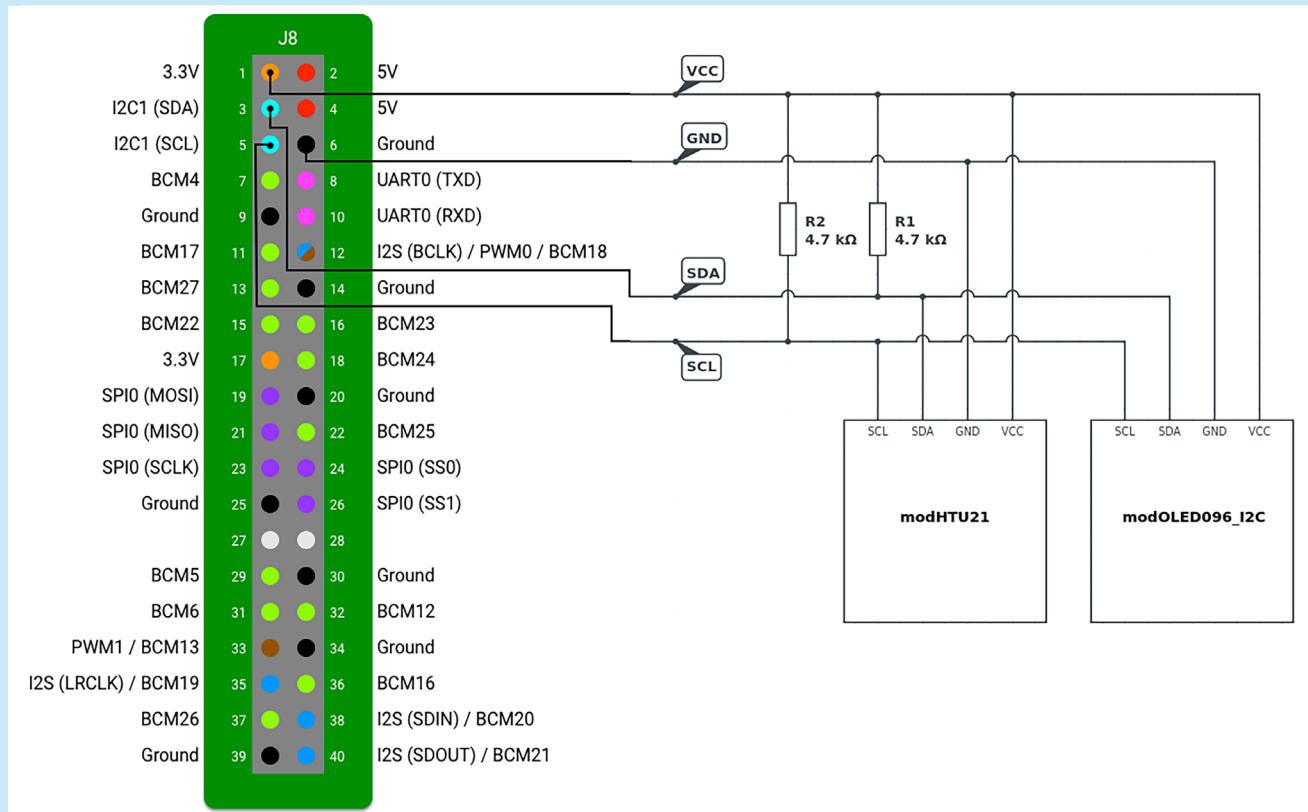 J8
3.3V 1 2 5V
I2C1 (SDA) 3 4 5V
I2C1 (SCL) 5 6 Ground
BCM4 7 8 UART0 (TXD)
Ground 9 10 UART0 (RXD)
BCM17 11 12 I2S (BCLK) / PWM0 / BCM18
BCM27 13 14 Ground
BCM22 15 16 BCM23
3.3V 17 18 BCM24
SPI0 (MOSI) 19 20 Ground
SPI0 (MISO) 21 22 BCM25
SPI0 (SCLK) 23 24 SPI0 (SS0)
Ground 25 26 SPI0 (SS1)
27 28
BCM5 29 30 Ground
BCM6 31 32 BCM12
PWM1 / BCM13 33 34 Ground
I2S (LRCLK) / BCM19 35 36 BCM16
BCM26 37 38 I2S (SDIN) / BCM20
Ground 39 40 I2S (SDOUT) / BCM21
VCC
GND
R2
4.7 kΩ
R1
4.7 kΩ
SDA
SCL
SCL SDA GND VCC
modHTU21
SCL SDA GND VCC
modOLED096_I2C